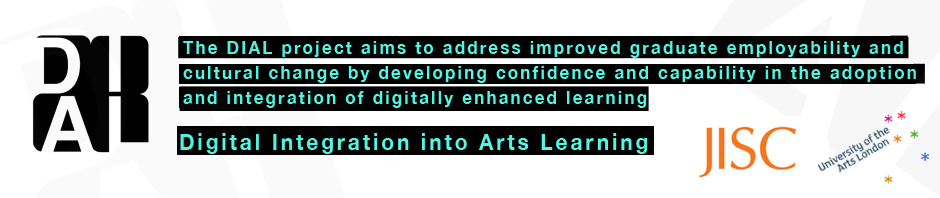 DIAL
The DIAL project aims to address improved graduate employability and
cultural change by developing confidence and capability in the adoption
and integration of digitally enhanced learning
Digital Integration into Arts Learning
JISC
University of the
Arts London